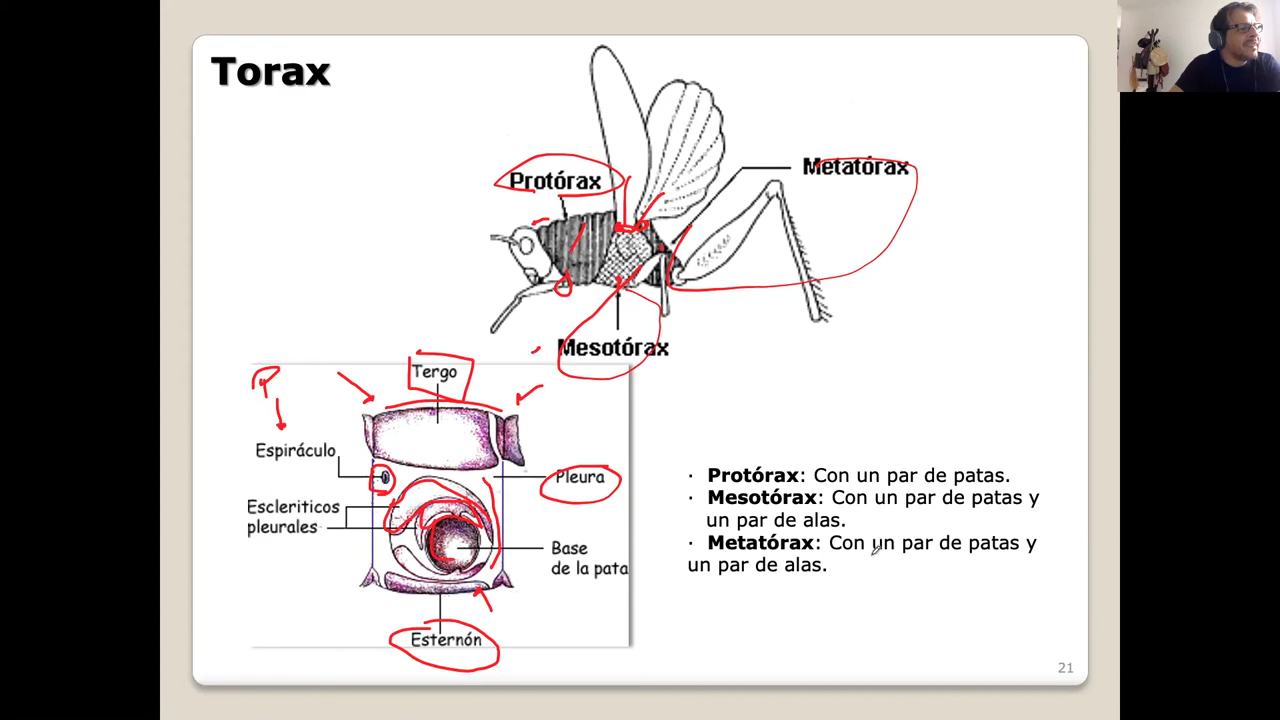 Torax
Protórax
Metatórax
Mesotórax
Tergo
Espiráculo
Pleura
Escleriticos
pleurales
Base
de la pata
Esternón
· Protórax: Con un par de patas.
· Mesotórax: Con un par de patas y
un par de alas.
· Metatórax: Con un par de patas y
un par de alas.
21